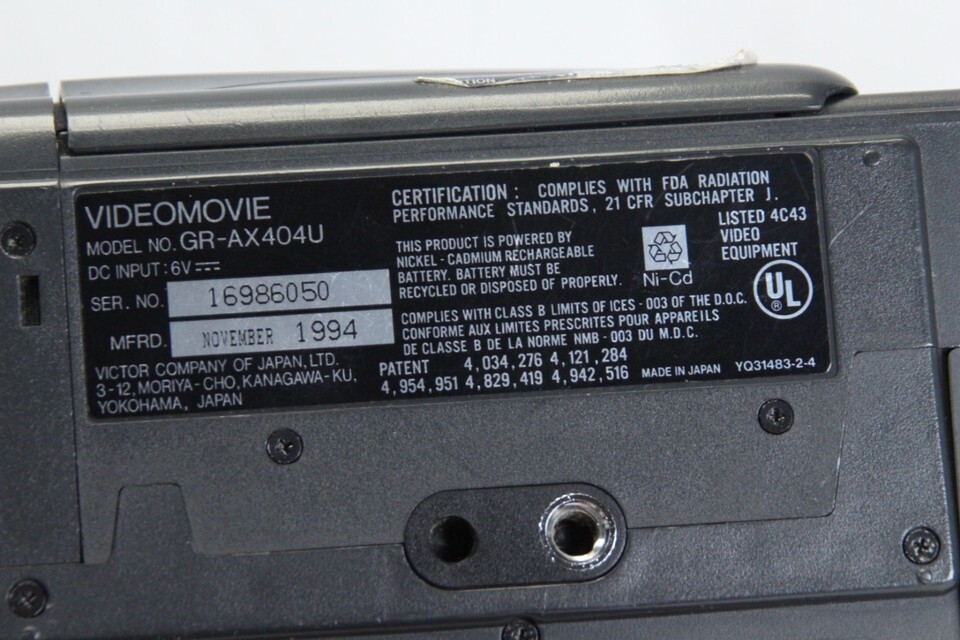 TION
VIDEOMOVIE
MODEL NO. GR-AX404U
DC INPUT : 6V
SER. NO. 16986050
MFRD. NOVEMBER 1994
VICTOR COMPANY OF JAPAN, LTD.
3-12, MORIYA-CHO, KANAGAWA-KU,
YOKOHAMA, JAPAN
CERTIFICATION : COMPLIES WITH FDA RADIATION
PERFORMANCE STANDARDS, 21 CFR SUBCHAPTER J.
THIS PRODUCT IS POWERED BY
NICKEL - CADMIUM RECHARGEABLE
BATTERY. BATTERY MUST BE
RECYCLED OR DISPOSED OF PROPERLY.
Ni-Cd
LISTED 4C43
VIDEO
EQUIPMENT
UL
®
COMPLIES WITH CLASS B LIMITS OF ICES - 003 OF THE D.O.C.
CONFORME AUX LIMITES PRESCRITES POUR APPAREILS
DE CLASSE B DE LA NORME NMB - 003 DU M.D.C.
PATENT 4,034,276 4,121,284
4,954,951 4,829,419 4,942,516
MADE IN JAPAN YQ31483-2-4